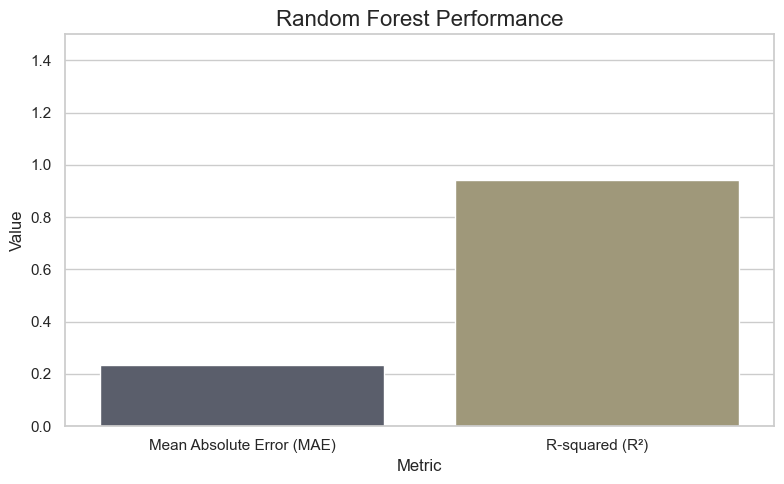 Random Forest Performance
1.4
1.2
1.0
0.8
0.6
0.4
0.2
0.0
Value
Mean Absolute Error (MAE)
R-squared (R²)
Metric